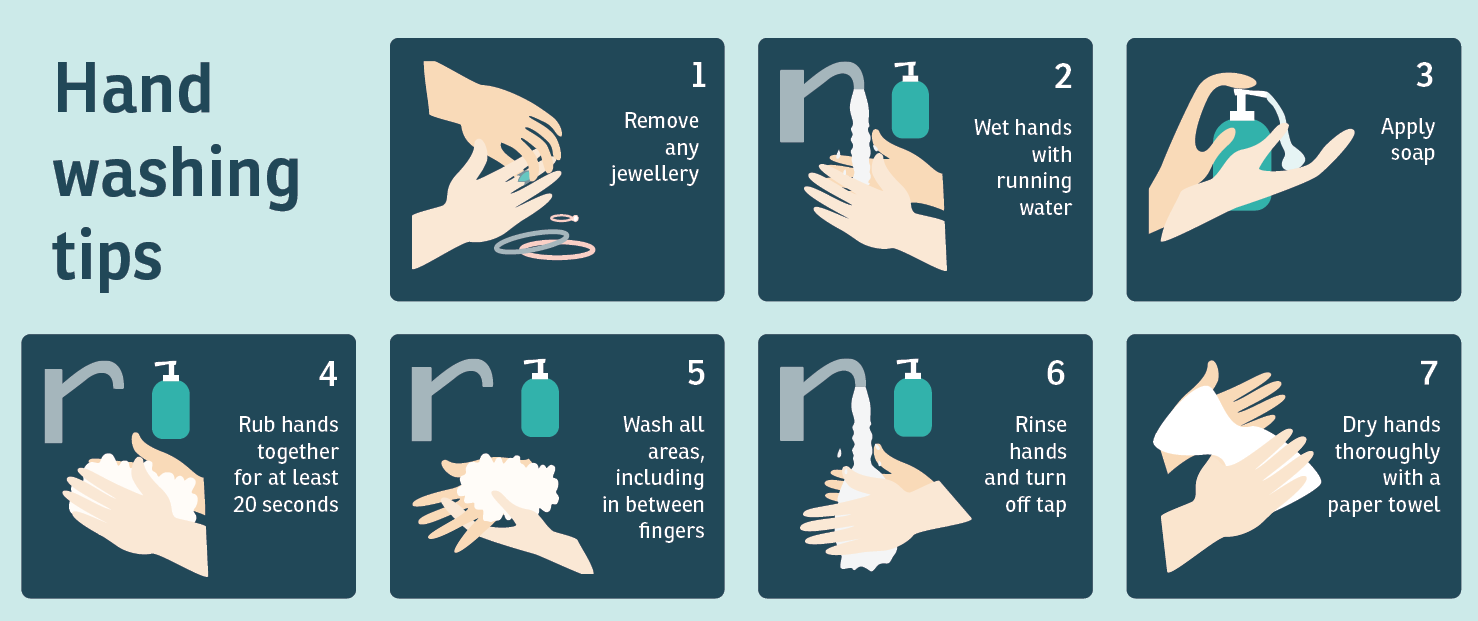 Hand
washing
tips
1
Remove
any
jewellery
2
Wet hands
with
running
water
3
Apply
soap
4
Rub hands
together
for at least
20 seconds
5
Wash all
areas,
including
in between
fingers
6
Rinse
hands
and turn
off tap
7
Dry hands
thoroughly
with a
paper towel